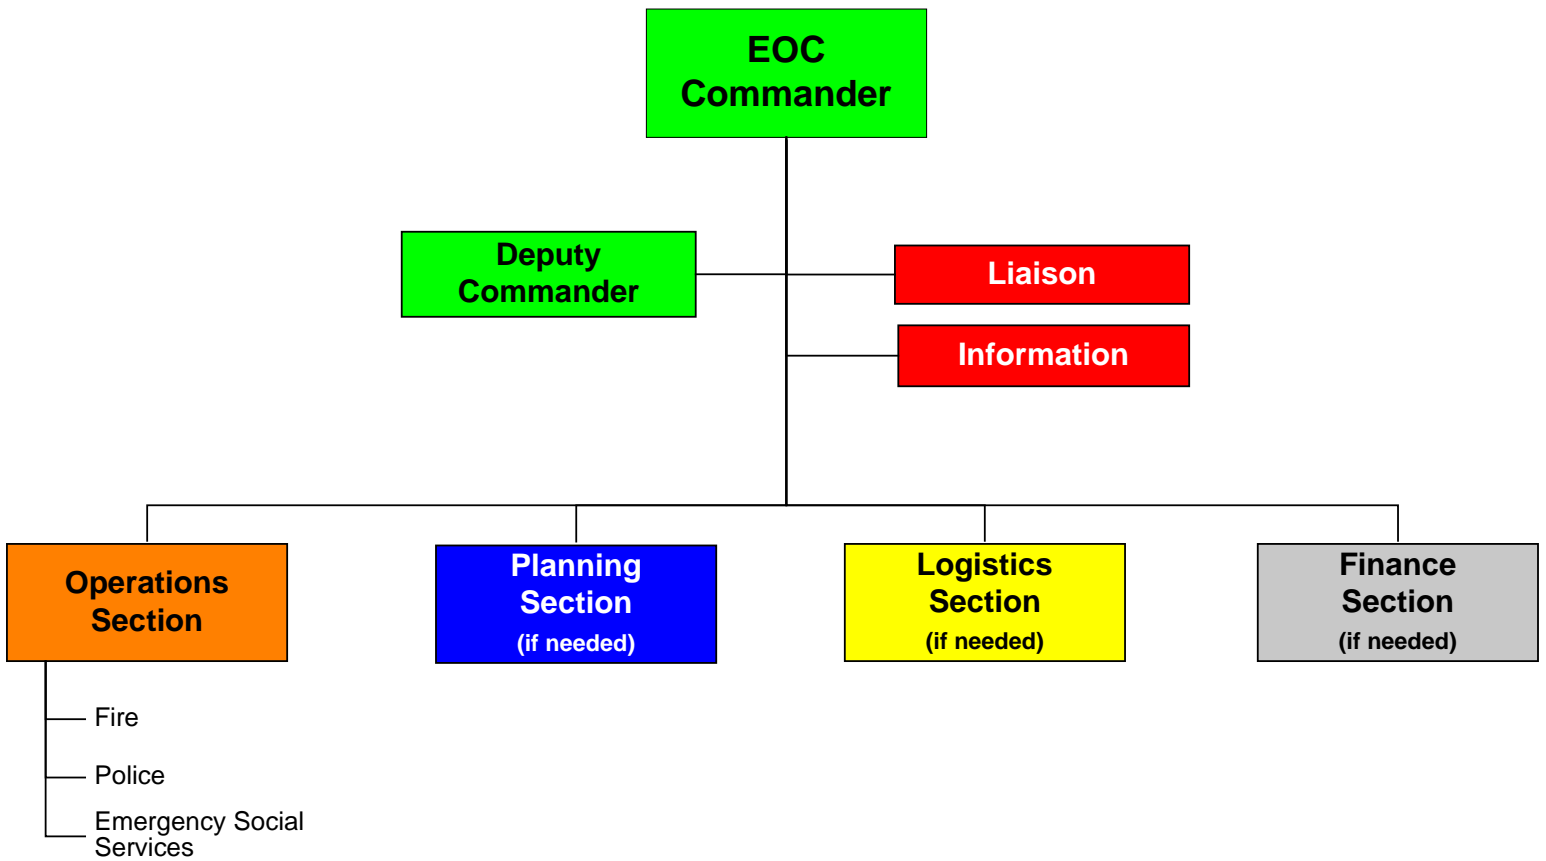 EOC
Commander
Deputy
Commander
Liaison
Information
Operations
Section
Planning
Section
(if needed)
Logistics
Section
(if needed)
Finance
Section
(if needed)
Fire
Police
Emergency Social
Services